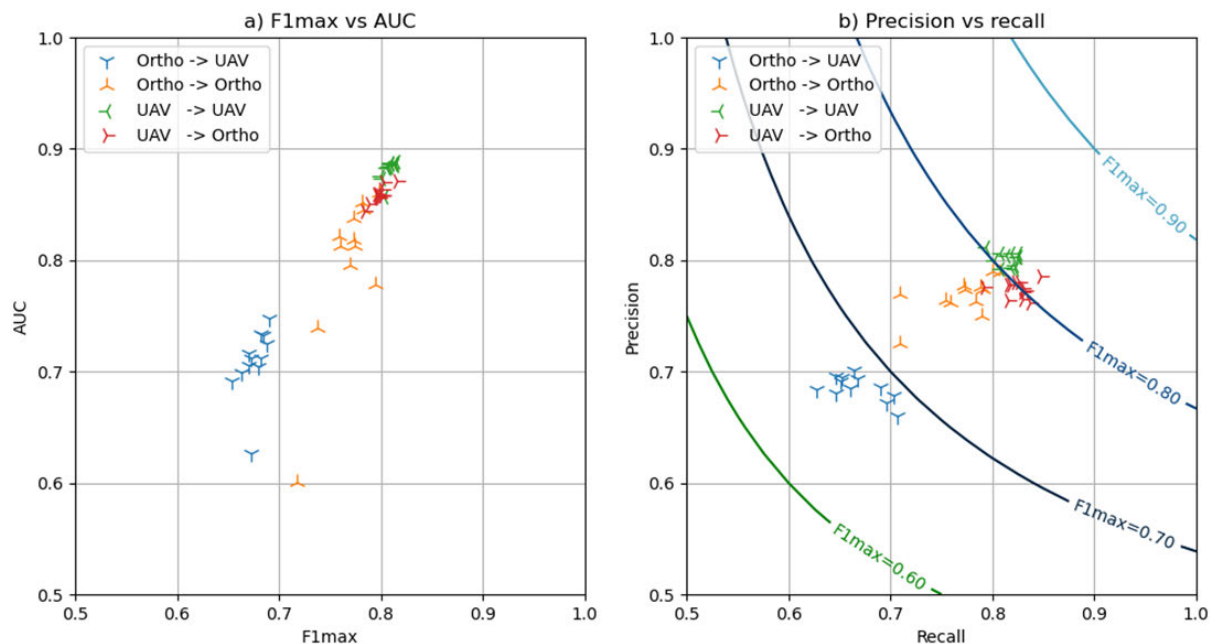 a) F1max vs AUC
1.0
0.9
0.8
0.7
0.6
0.5
AUC
Ortho -> UAV
Ortho -> Ortho
UAV -> UAV
UAV -> Ortho
0.5 0.6 0.7 0.8 0.9 1.0
F1max
b) Precision vs recall
1.0
0.9
0.8
0.7
0.6
0.5
Precision
Ortho -> UAV
Ortho -> Ortho
UAV -> UAV
UAV -> Ortho
F1max=0.90
F1max=0.80
F1max=0.70
F1max=0.60
0.5 0.6 0.7 0.8 0.9 1.0
Recall